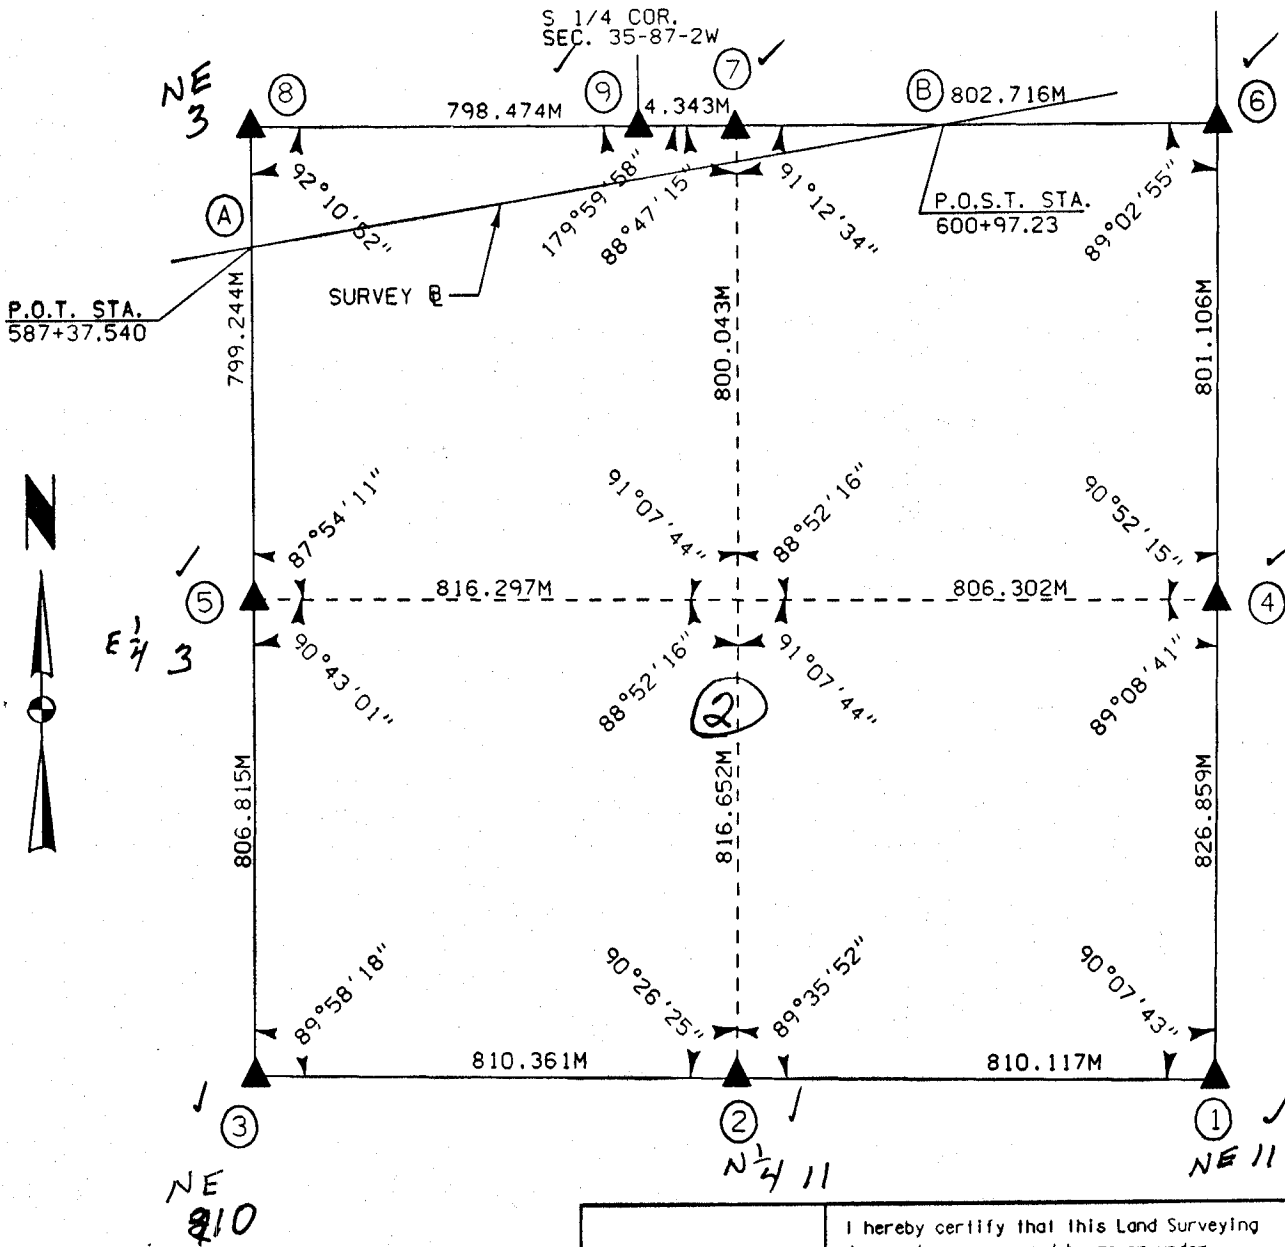 S 1/4 COR.
SEC. 35-87-2W
NE
3
8
9
7
B
6
798.474M
4.343M
802.716M
92°10'52"
179°59'58"
88°47'15"
91°12'34"
89°02'55"
A
P.O.S.T. STA.
600+97.23
SURVEY ℄
P.O.T. STA.
587+37.540
799.244M
800.043M
801.106M
N
87°54'11"
91°07'44"
88°52'16"
90°52'15"
5
816.297M
806.302M
4
E 1/4 3
90°43'01"
88°52'16"
91°07'44"
89°08'41"
2
806.815M
816.652M
826.859M
89°58'18"
90°26'25"
89°35'52"
90°07'43"
810.361M
810.117M
3
2
1
N 1/4 11
NE 11
NE
10
I hereby certify that this Land Surveying